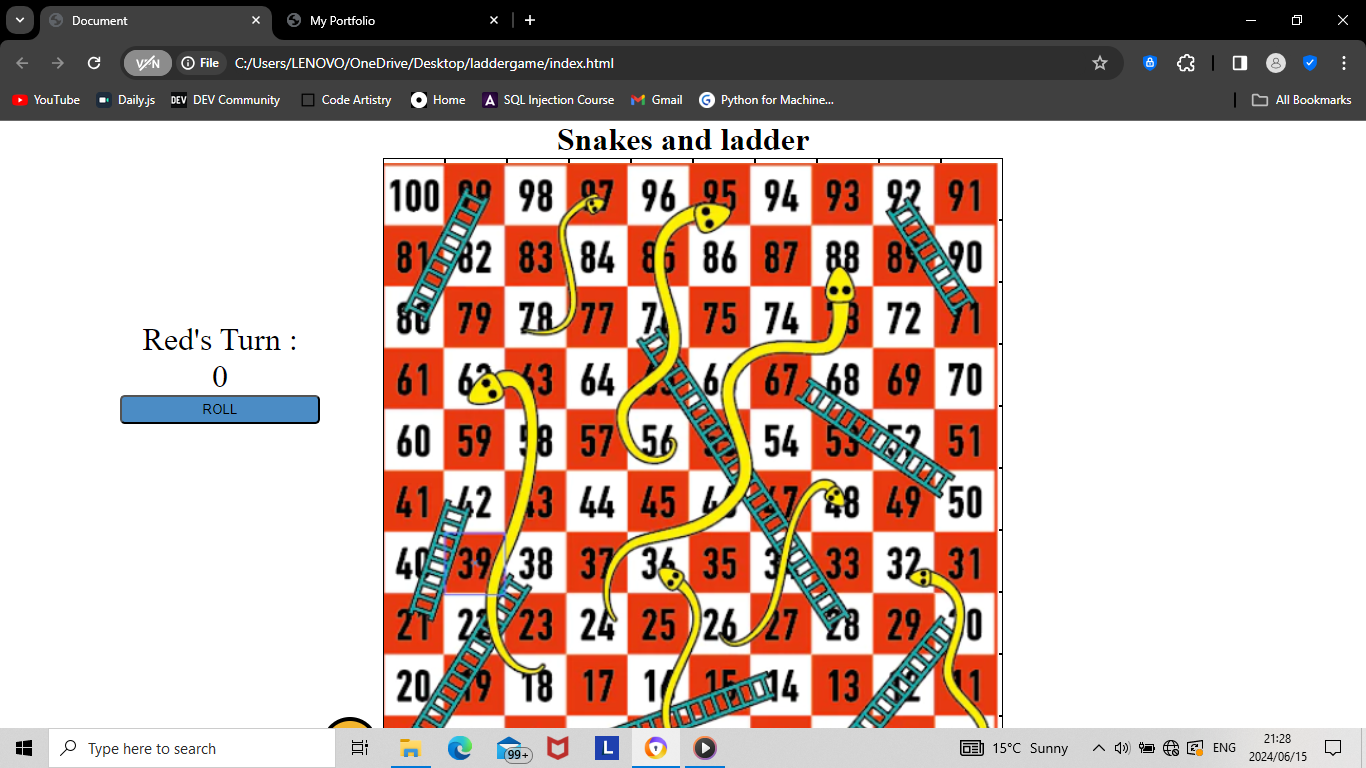 Document
My Portfolio
VPN
File
C:/Users/LENOVO/OneDrive/Desktop/laddergame/index.html
YouTube
Daily.js
DEV
DEV Community
Code Artistry
Home
A
SQL Injection Course
Gmail
G
Python for Machine...
All Bookmarks
Snakes and ladder
100 99 98 97 96 95 94 93 92 91
81 82 83 84 85 86 87 88 89 90
80 79 78 77 76 75 74 73 72 71
61 62 63 64 65 66 67 68 69 70
60 59 58 57 56 54 53 52 51
41 42 43 44 45 46 47 48 49 50
40 39 38 37 36 35 34 33 32 31
21 22 23 24 25 26 27 28 29 30
20 19 18 17 16 15 14 13 12 11
Red's Turn :
0
ROLL
Type here to search
99+
L
15°C Sunny
ENG
21:28
2024/06/15